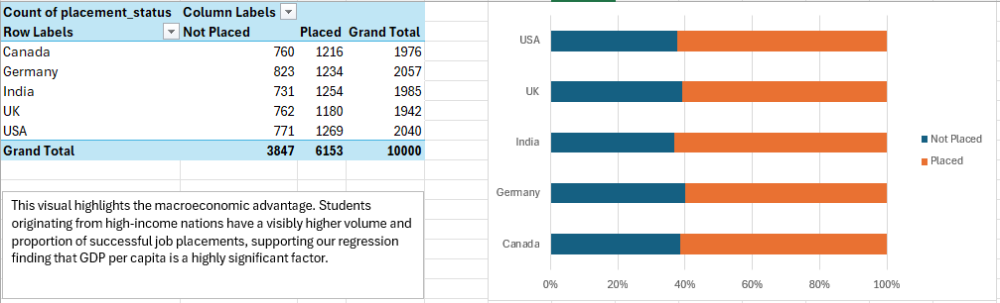 Count of placement_status Column Labels
Row Labels Not Placed Placed Grand Total
Canada 760 1216 1976
Germany 823 1234 2057
India 731 1254 1985
UK 762 1180 1942
USA 771 1269 2040
Grand Total 3847 6153 10000
This visual highlights the macroeconomic advantage. Students
originating from high-income nations have a visibly higher volume and
proportion of successful job placements, supporting our regression
finding that GDP per capita is a highly significant factor.
USA
UK
India
Germany
Canada
0% 20% 40% 60% 80% 100%
Not Placed
Placed